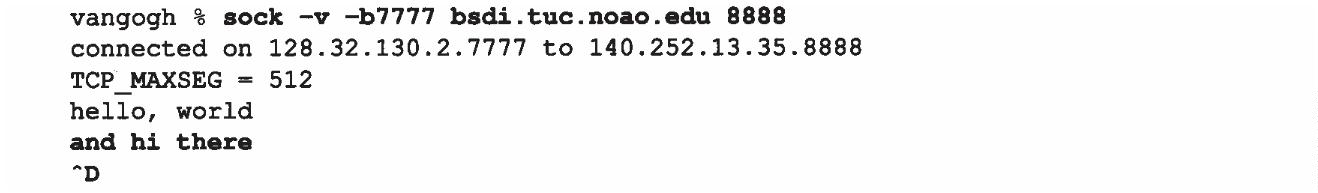 vangogh % sock -v -b7777 bsdi.tuc.noao.edu 8888
connected on 128.32.130.2.7777 to 140.252.13.35.8888
TCP_MAXSEG = 512
hello, world
and hi there
^D